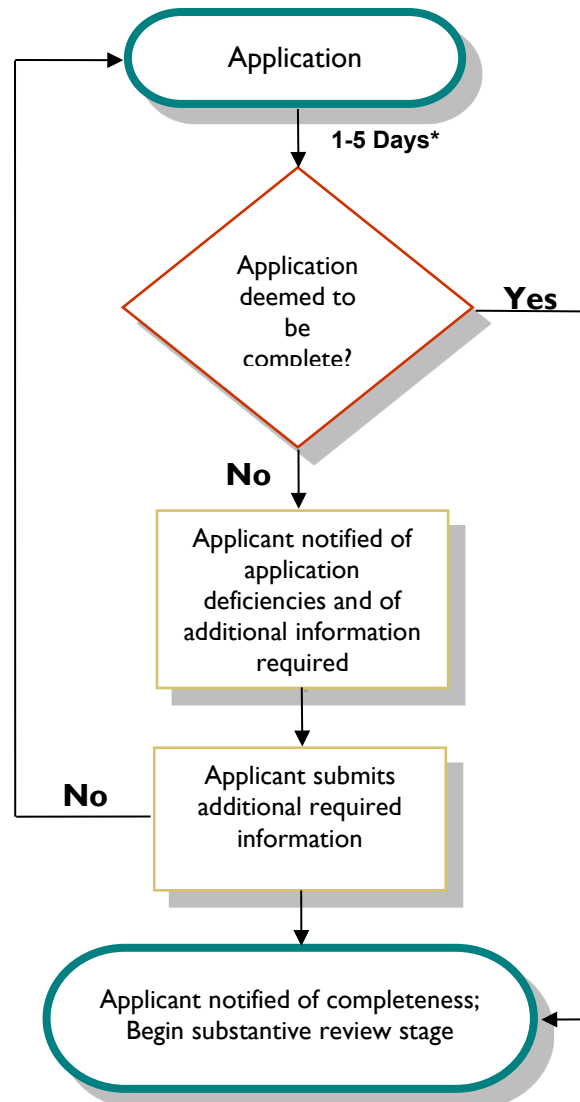 Application
1-5 Days*
Application
deemed to
be
complete?
Yes
No
Applicant notified of
application
deficiencies and of
additional information
required
No
Applicant submits
additional required
information
Applicant notified of completeness;
Begin substantive review stage